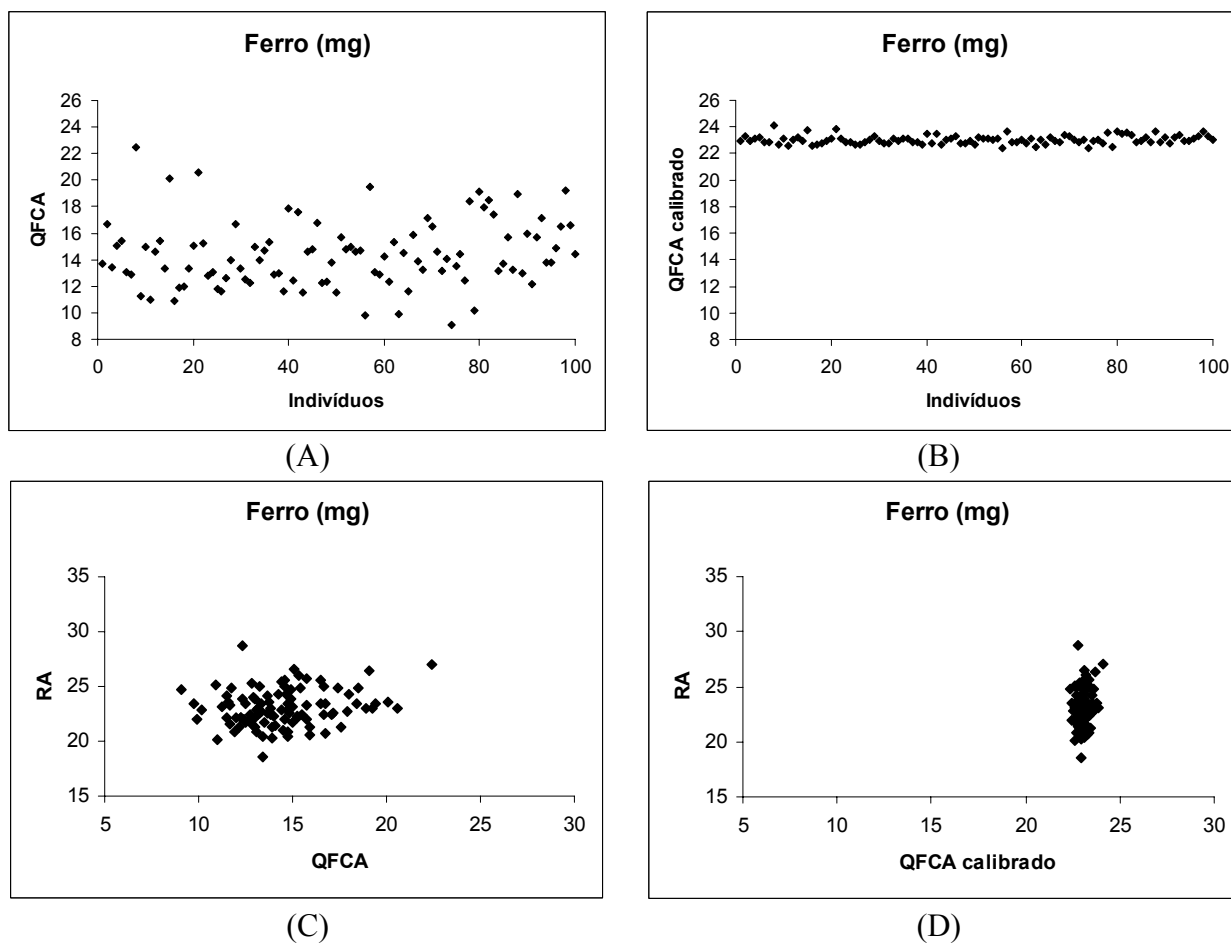 Ferro (mg)
26
24
22
20
18
16
14
12
10
8
QFCA
0 20 40 60 80 100
Indivíduos
(A)
Ferro (mg)
26
24
22
20
18
16
14
12
10
8
QFCA calibrado
0 20 40 60 80 100
Indivíduos
(B)
Ferro (mg)
35
30
25
20
15
RA
5 10 15 20 25 30
QFCA
(C)
Ferro (mg)
35
30
25
20
15
RA
5 10 15 20 25 30
QFCA calibrado
(D)